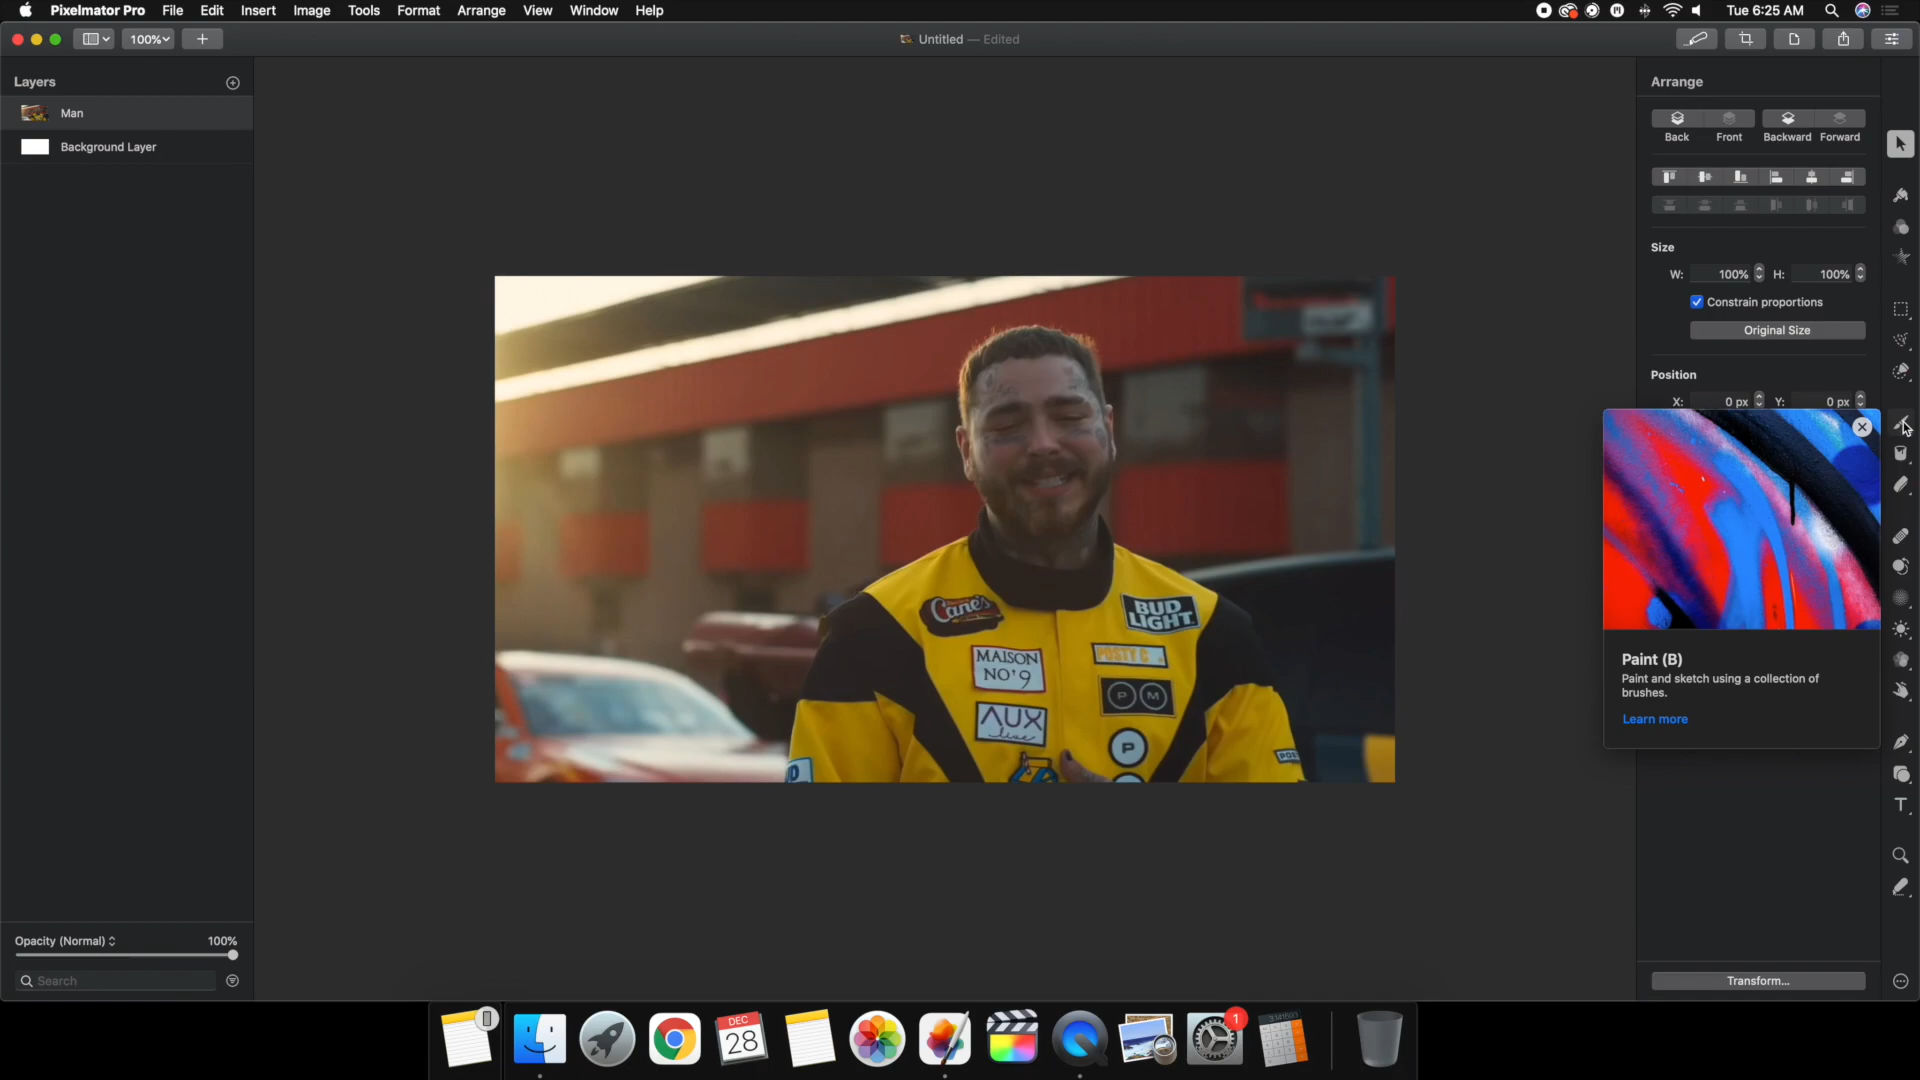 Pixelmator Pro File Edit Insert Image Tools Format Arrange View Window Help Tue 6:25 AM
100% Untitled — Edited
Layers
Man
Background Layer
Opacity (Normal) 100%
Search
Arrange
Back Front Backward Forward
Size
W: 100% H: 100%
Constrain proportions
Original Size
Position
X: 0 px Y: 0 px
Paint (B)
Paint and sketch using a collection of
brushes.
Learn more
Transform...
Cane's
BUD
LIGHT
MAISON
NO'9
POSTY C
P M
AUX
live
P
DEC
28
1